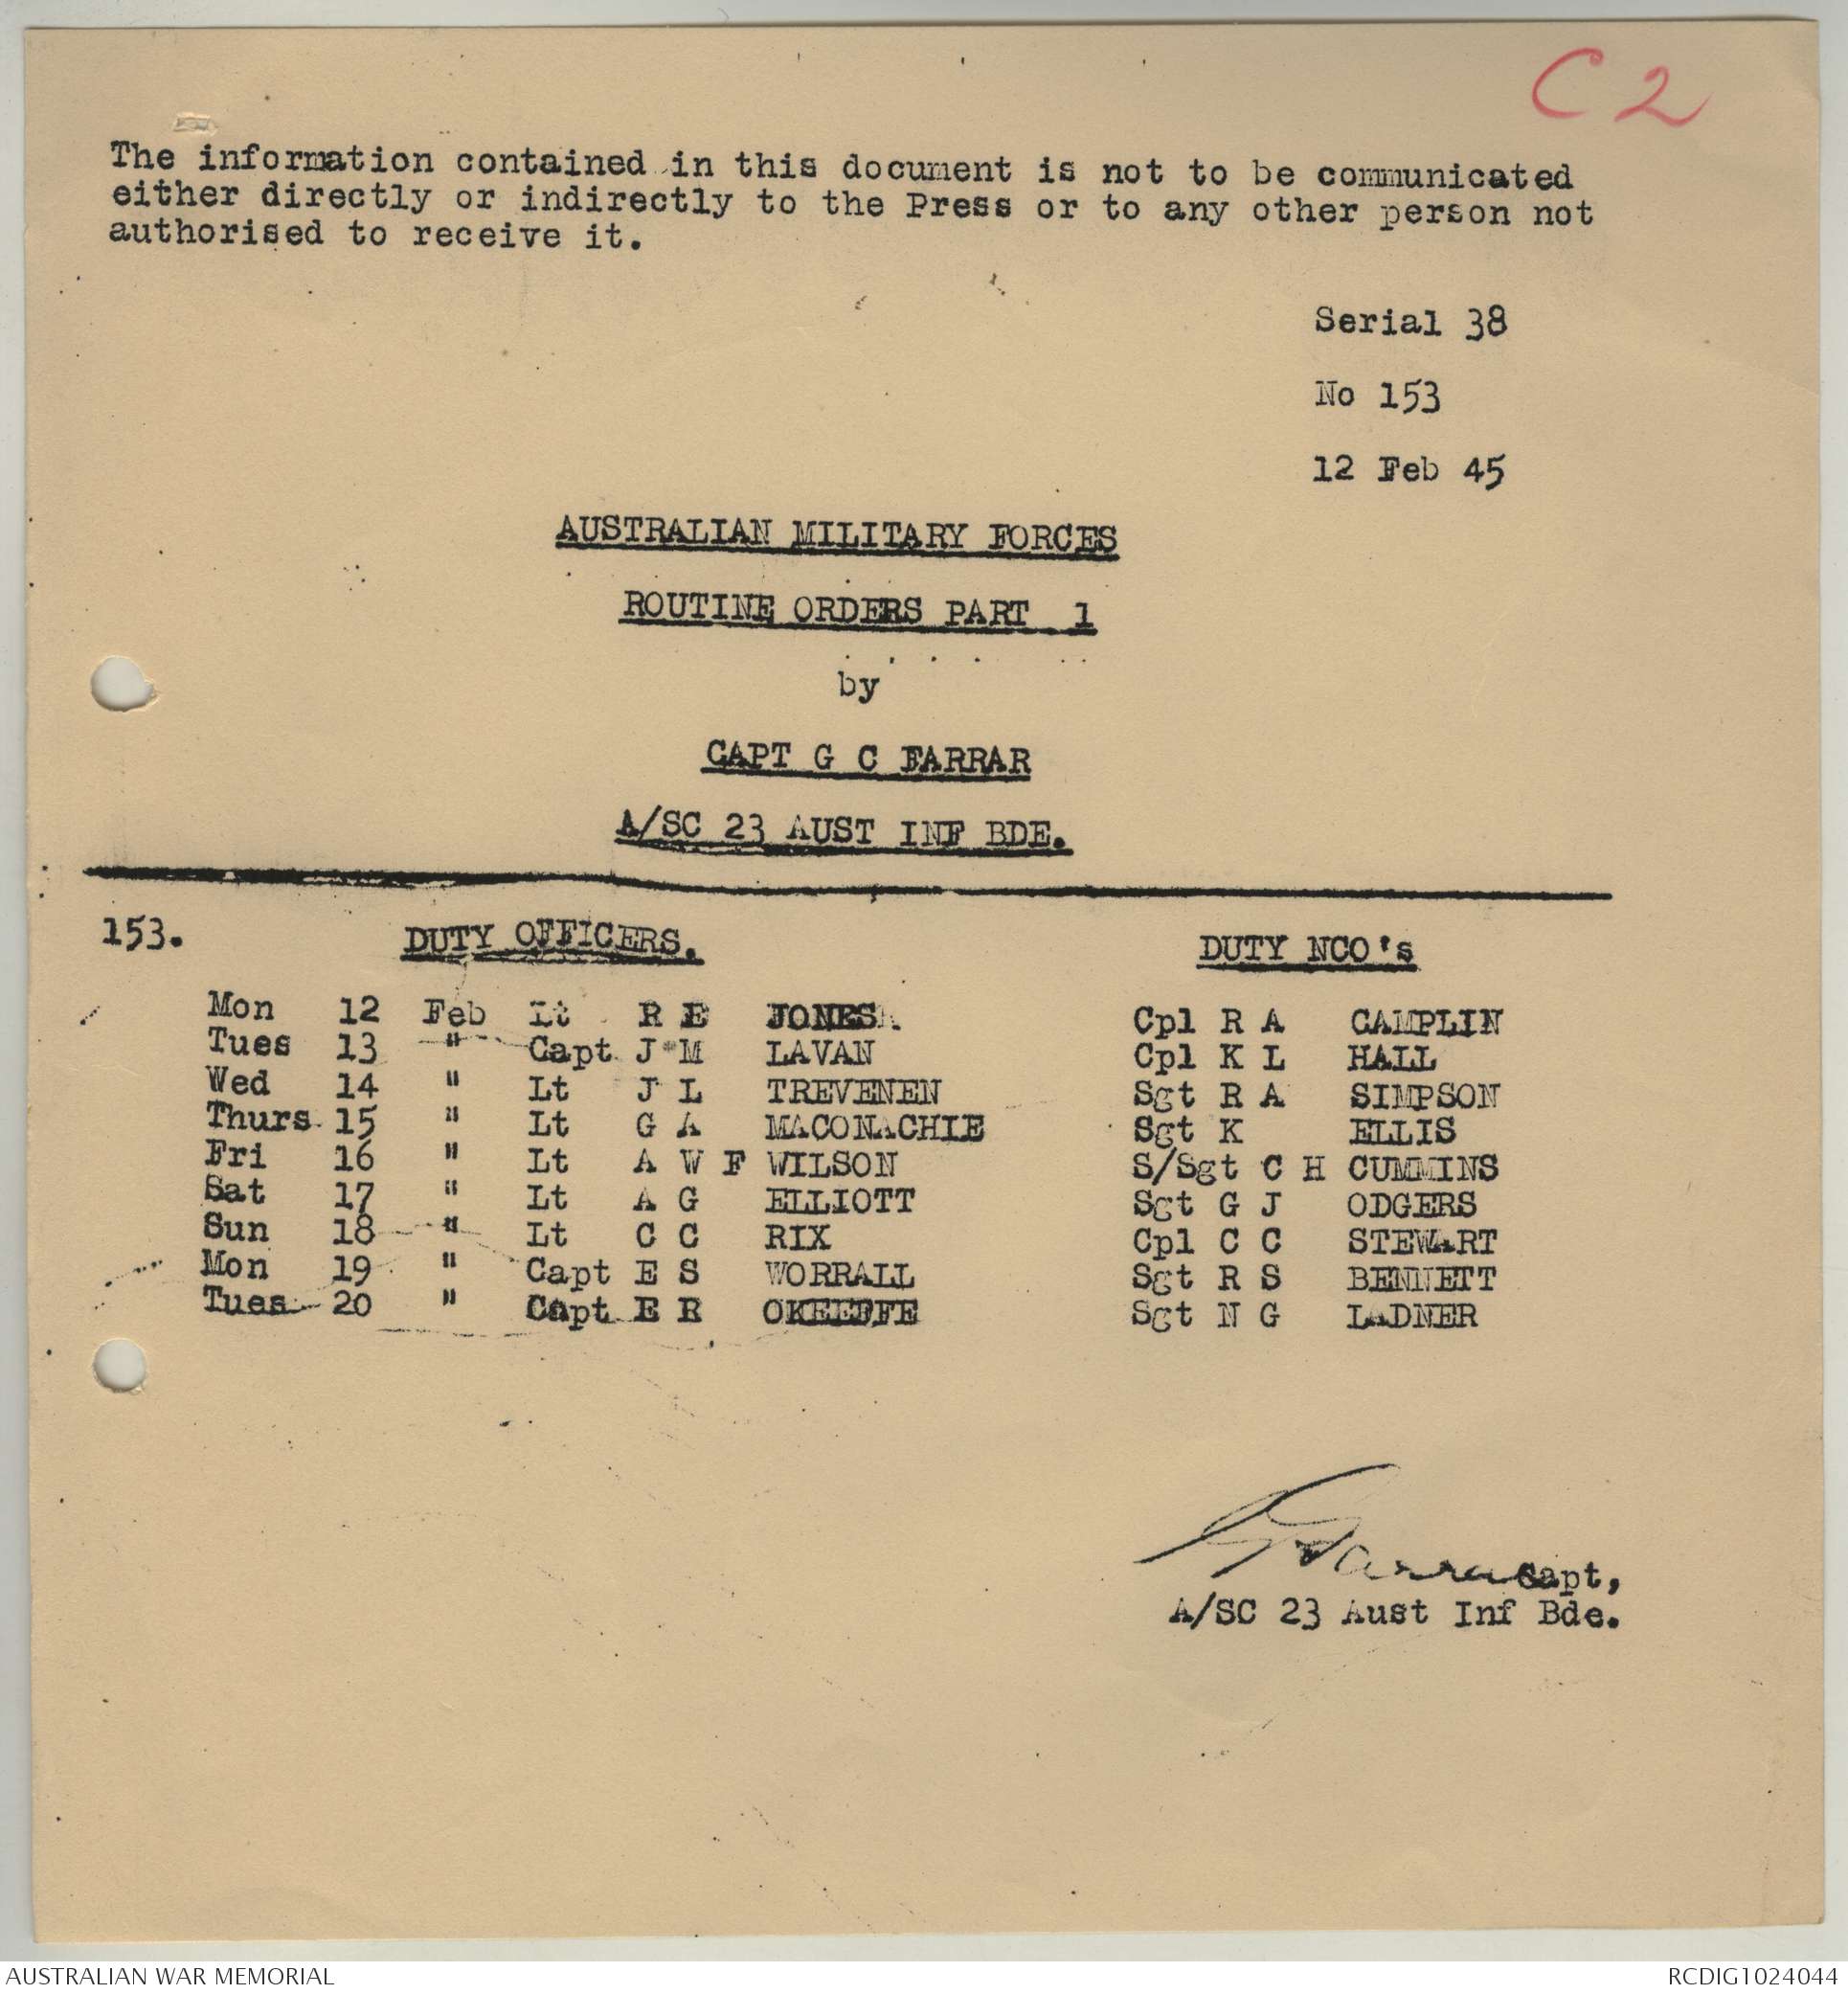 C 2
The information contained in this document is not to be communicated
either directly or indirectly to the Press or to any other person not
authorised to receive it.
Serial 38
No 153
12 Feb 45
AUSTRALIAN MILITARY FORCES
ROUTINE ORDERS PART 1
by
CAPT G C FARRAR
A/SC 23 AUST INF BDE.
153. DUTY OFFICERS. DUTY NCO's
Mon 12 Feb Lt R E JONES. Cpl R A CAMPLIN
Tues 13 " Capt J M LAVAN Cpl K L HALL
Wed 14 " Lt J L TREVENEN Sgt R A SIMPSON
Thurs 15 " Lt G A MACONACHIE Sgt K ELLIS
Fri 16 " Lt A W F WILSON S/Sgt C H CUMMINS
Sat 17 " Lt A G ELLIOTT Sgt G J ODGERS
Sun 18 " Lt C C RIX Cpl C C STEWART
Mon 19 " Capt E S WORRALL Sgt R S BENNETT
Tues 20 " Capt E R OKEEFFE Sgt N G LADNER
G Farrar Capt,
A/SC 23 Aust Inf Bde.
AUSTRALIAN WAR MEMORIAL RCDIG1024044